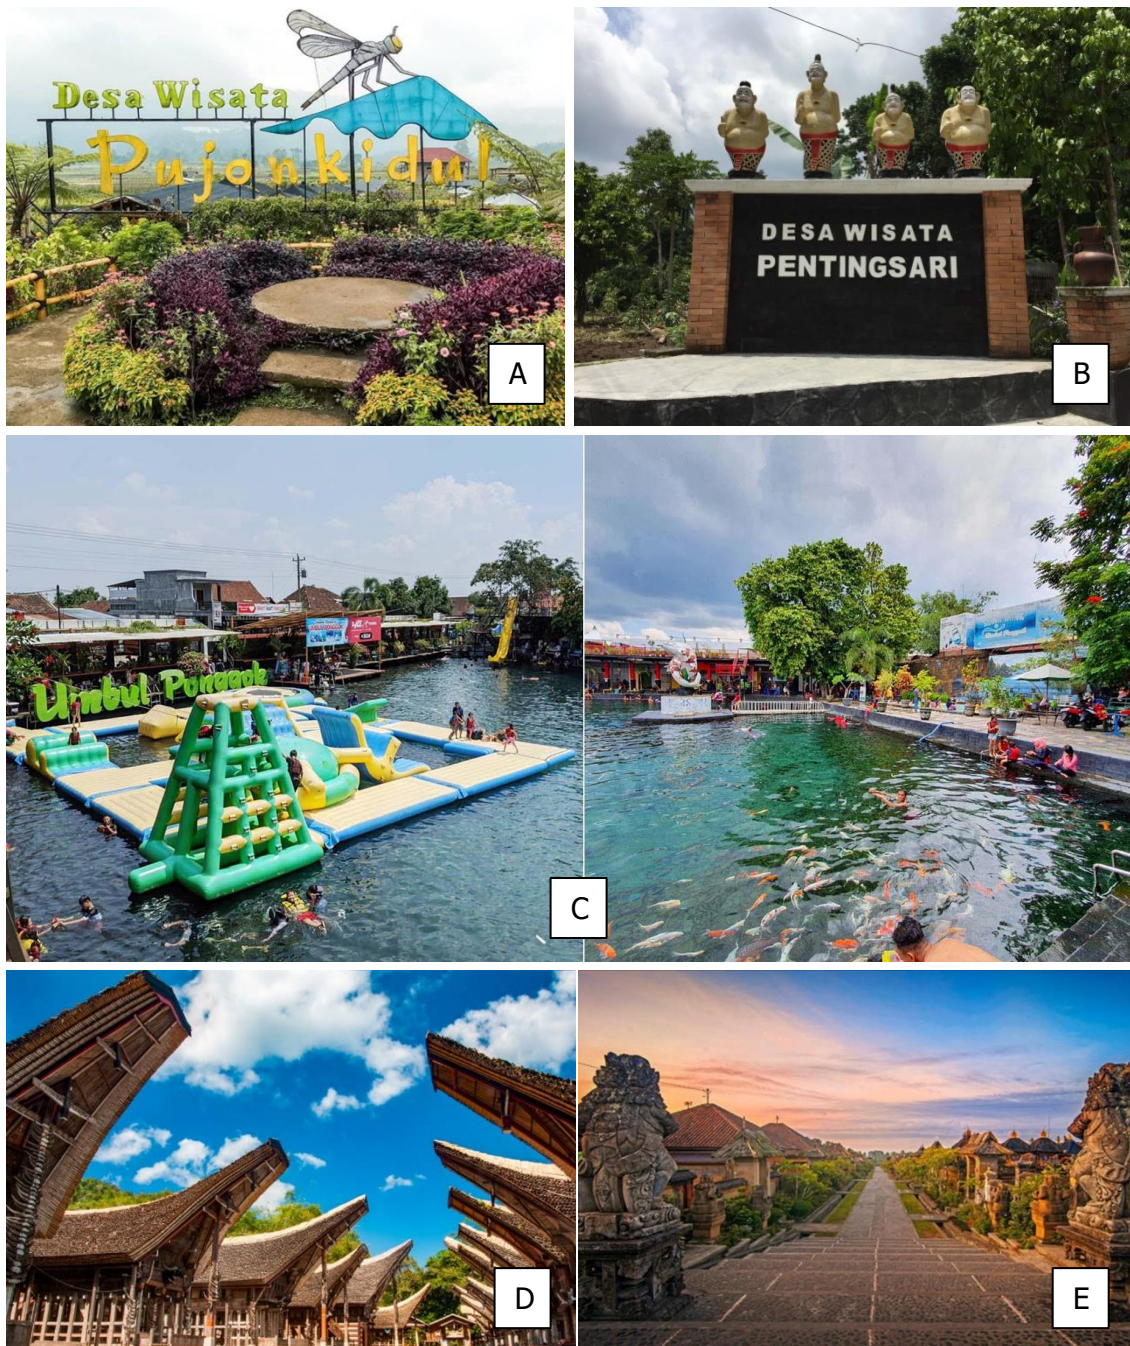 Desa Wisata
Pujonkidul
A
DESA WISATA
PENTINGSARI
B
Umbul Ponggok
C
D
E